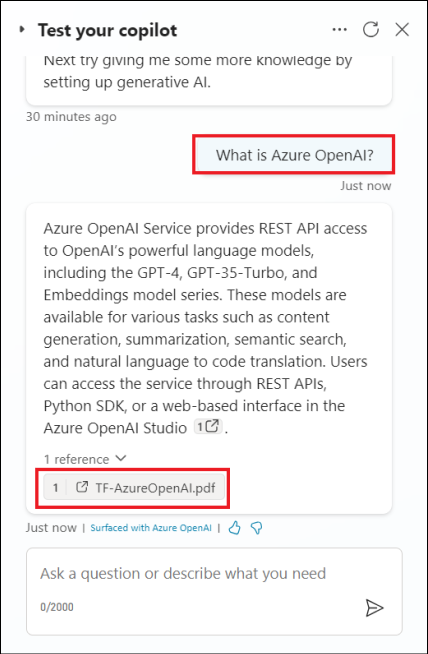 Test your copilot
Next try giving me some more knowledge by
setting up generative AI.
30 minutes ago
What is Azure OpenAI?
Just now
Azure OpenAI Service provides REST API access
to OpenAI's powerful language models,
including the GPT-4, GPT-35-Turbo, and
Embeddings model series. These models are
available for various tasks such as content
generation, summarization, semantic search,
and natural language to code translation. Users
can access the service through REST APIs,
Python SDK, or a web-based interface in the
Azure OpenAI Studio 1 .
1 reference
1 TF-AzureOpenAI.pdf
Just now | Surfaced with Azure OpenAI |
Ask a question or describe what you need
0/2000